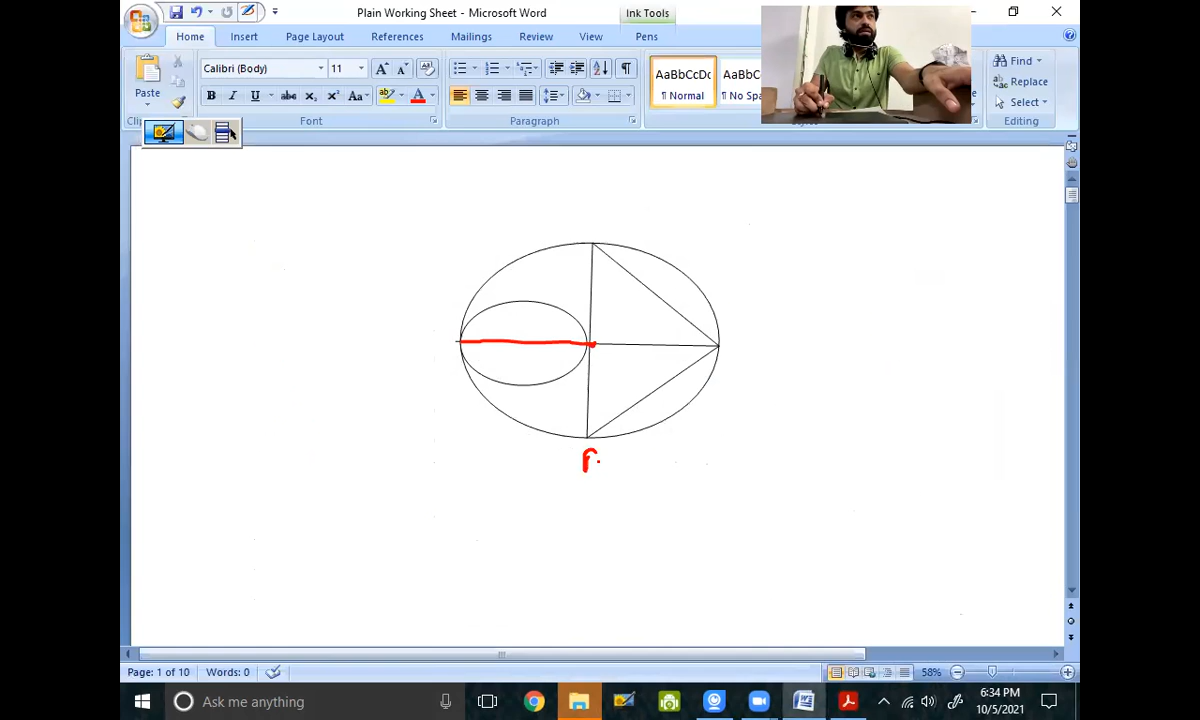 Plain Working Sheet - Microsoft Word
Ink Tools
Home Insert Page Layout References Mailings Review View Pens
Paste
Calibri (Body) 11
Font
Paragraph
AaBbCcDc
¶ Normal
AaBbC
¶ No Spa
Find
Replace
Select
Editing
Page: 1 of 10
Words: 0
58%
Ask me anything
6:34 PM
10/5/2021